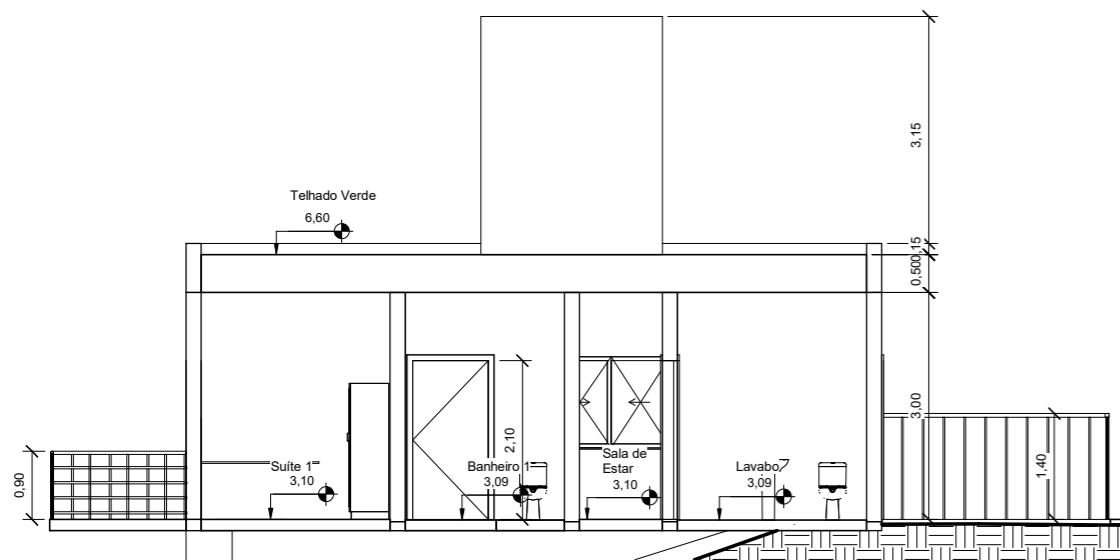 3,15
Telhado Verde
6,60
0,15
0,50
3,00
2,10
Suíte 1
3,10
Banheiro 1
3,09
Sala de
Estar
3,10
Lavabo
3,09
0,90
1,40